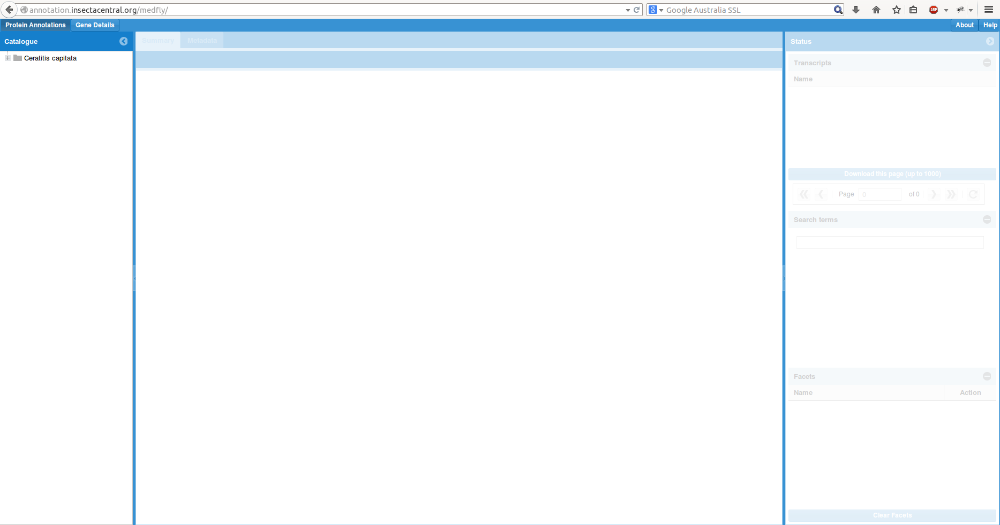 annotation.insectacentral.org/medfly/
Google Australia SSL
Protein Annotations Gene Details About Help
Catalogue
Ceratitis capitata
Summary Metadata
Status
Transcripts
Name
Download this page (up to 1000)
Page 0 of 0
Search terms
Facets
Name Action
Clear Facets